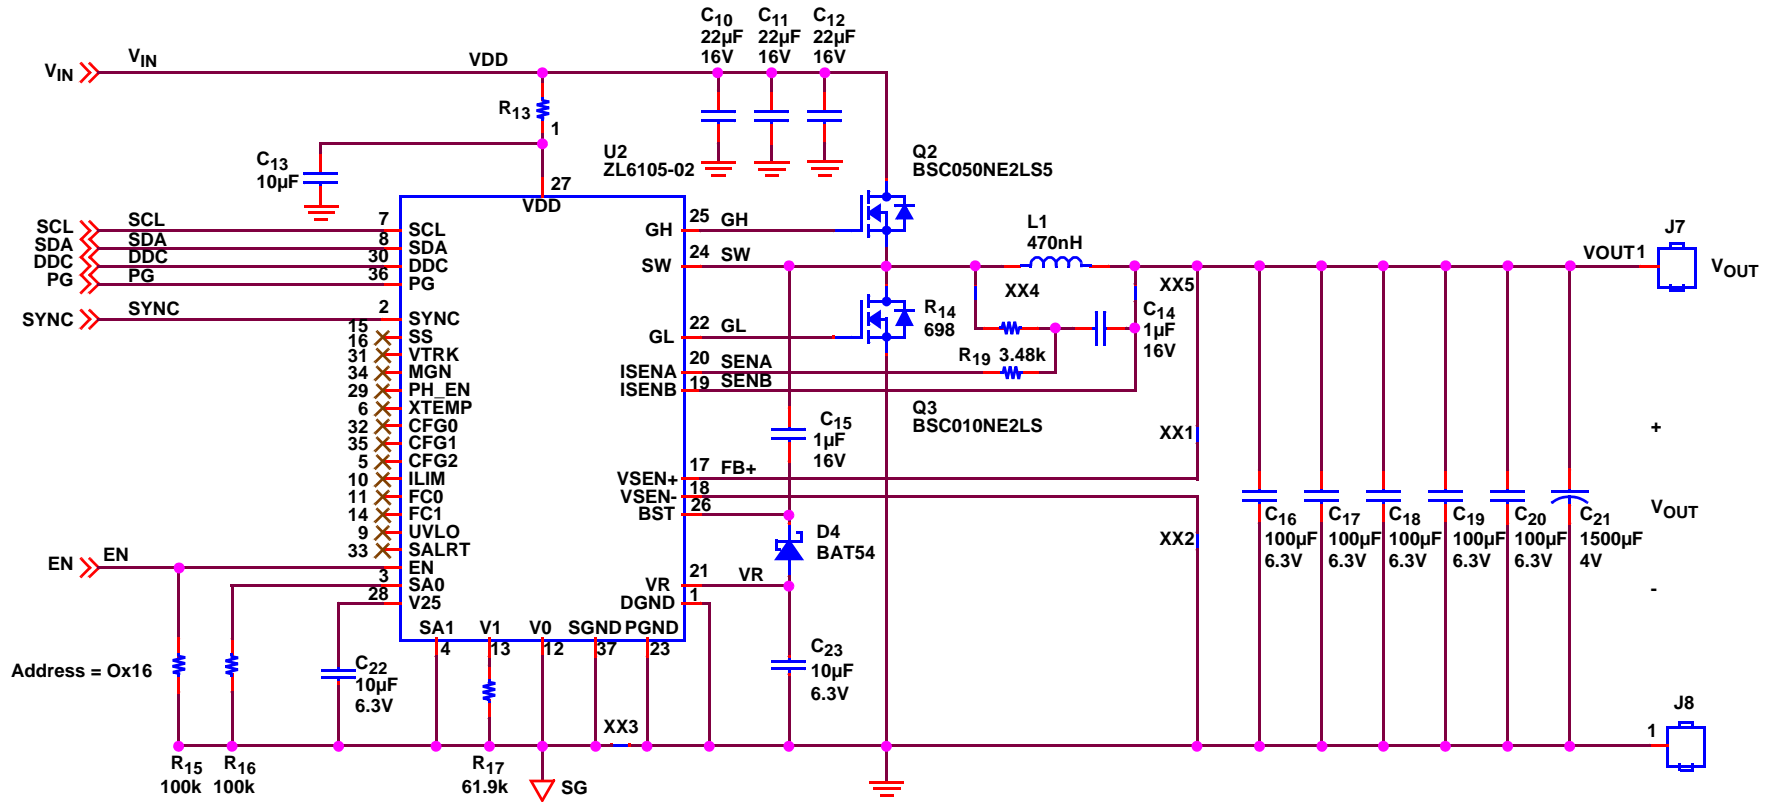 C10
22µF
16V
C11
22µF
16V
C12
22µF
16V
VIN
VIN
VDD
R13
1
C13
10µF
U2
ZL6105-02
Q2
BSC050NE2LS5
27
VDD
SCL
SCL
7
SCL
SDA
SDA
8
SDA
DDC
DDC
30
DDC
PG
PG
36
PG
SYNC
SYNC
2
SYNC
15
SS
16
VTRK
31
MGN
34
PH_EN
29
XTEMP
6
CFG0
32
CFG1
35
CFG2
5
ILIM
10
FC0
11
FC1
14
UVLO
9
SALRT
33
EN
EN
EN
3
SA0
28
V25
GH
25
GH
SW
24
SW
GL
22
GL
ISENA
20
SENA
ISENB
19
SENB
VSEN+
17
FB+
VSEN-
18
BST
26
VR
21
VR
DGND
1
SA1
4
V1
13
V0
12
SGND
37
PGND
23
L1
470nH
XX4
XX5
R14
698
C14
1µF
16V
R19 3.48k
Q3
BSC010NE2LS
C15
1µF
16V
XX1
XX2
D4
BAT54
C23
10µF
6.3V
C16
100µF
6.3V
C17
100µF
6.3V
C18
100µF
6.3V
C19
100µF
6.3V
C20
100µF
6.3V
C21
1500µF
4V
VOUT 1
J7
VOUT
+
VOUT
-
J8
1
Address = Ox16
C22
10µF
6.3V
XX3
R15
100k
R16
100k
R17
61.9k
SG